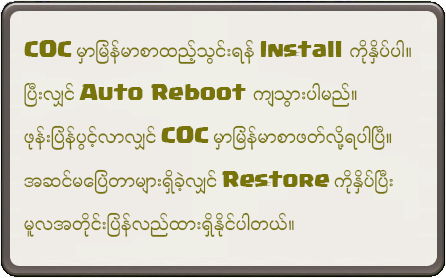 COC မှာမြန်မာစာထည့်သွင်းရန် Install ကိုနှိပ်ပါ။
ပြီးလျှင် Auto Reboot ကျသွားပါမည်။
ဖုန်းပြန်ပွင့်လာလျှင် COC မှာမြန်မာစာဖတ်လို့ရပါပြီ။
အဆင်မပြေတာများရှိခဲ့လျှင် Restore ကိုနှိပ်ပြီး
မူလအတိုင်းပြန်လည်ထားရှိနိုင်ပါတယ်။